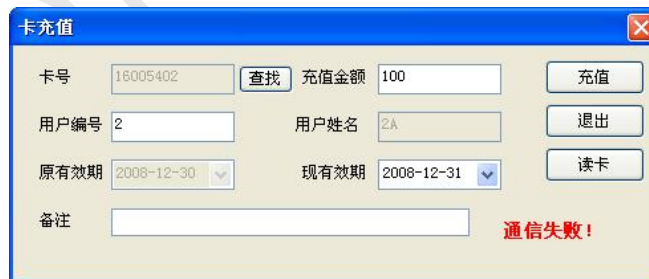 卡充值
卡号 16005402 查找 充值金额 100 充值
用户编号 2 用户姓名 2A 退出
原有效期 2008-12-30 现有效期 2008-12-31 读卡
备注
通信失败!